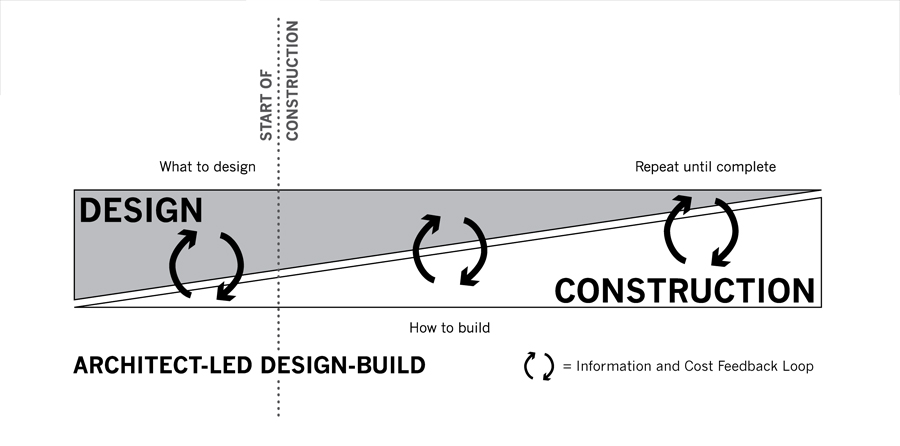 START OF
CONSTRUCTION
What to design
Repeat until complete
DESIGN
CONSTRUCTION
How to build
ARCHITECT-LED DESIGN-BUILD
= Information and Cost Feedback Loop